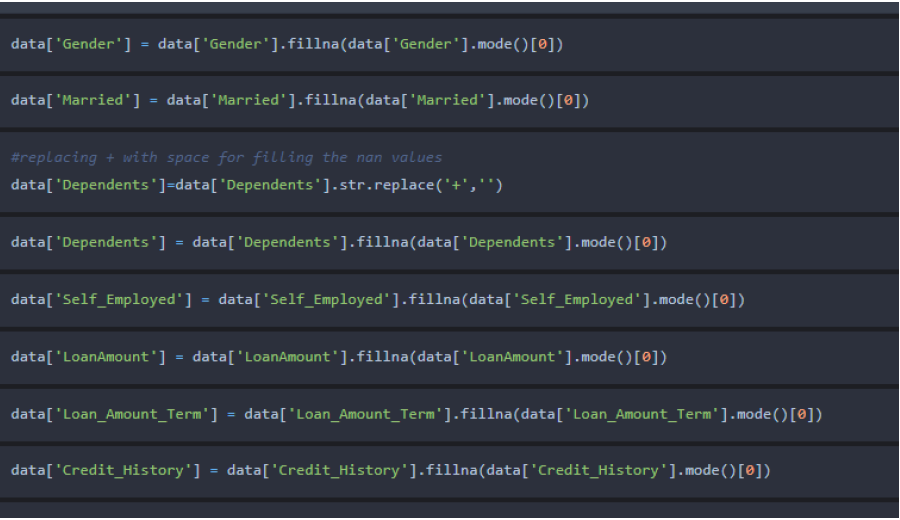 data['Gender'] = data['Gender'].fillna(data['Gender'].mode()[0])
data['Married'] = data['Married'].fillna(data['Married'].mode()[0])
#replacing + with space for filling the nan values
data['Dependents']=data['Dependents'].str.replace('+','')
data['Dependents'] = data['Dependents'].fillna(data['Dependents'].mode()[0])
data['Self_Employed'] = data['Self_Employed'].fillna(data['Self_Employed'].mode()[0])
data['LoanAmount'] = data['LoanAmount'].fillna(data['LoanAmount'].mode()[0])
data['Loan_Amount_Term'] = data['Loan_Amount_Term'].fillna(data['Loan_Amount_Term'].mode()[0])
data['Credit_History'] = data['Credit_History'].fillna(data['Credit_History'].mode()[0])